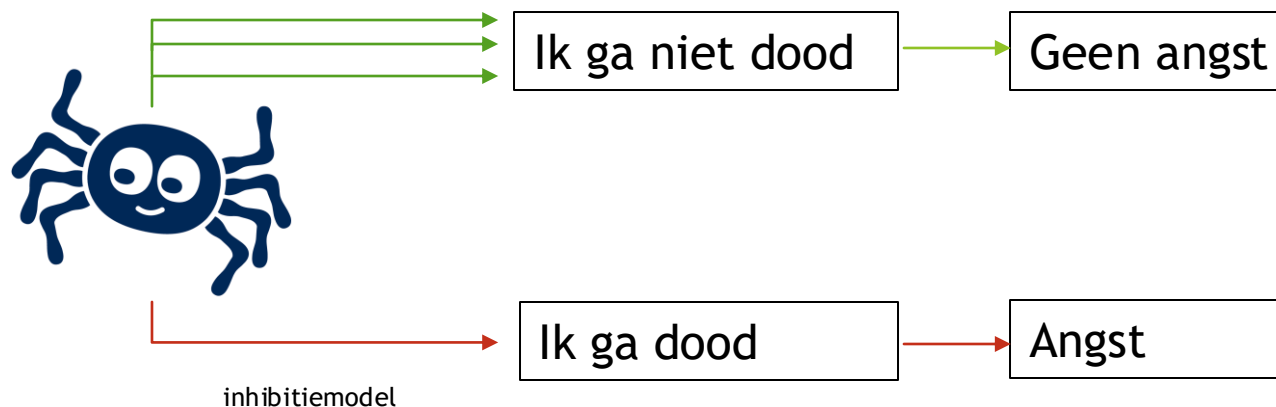 Ik ga niet dood
Geen angst
Ik ga dood
Angst
inhibitiemodel